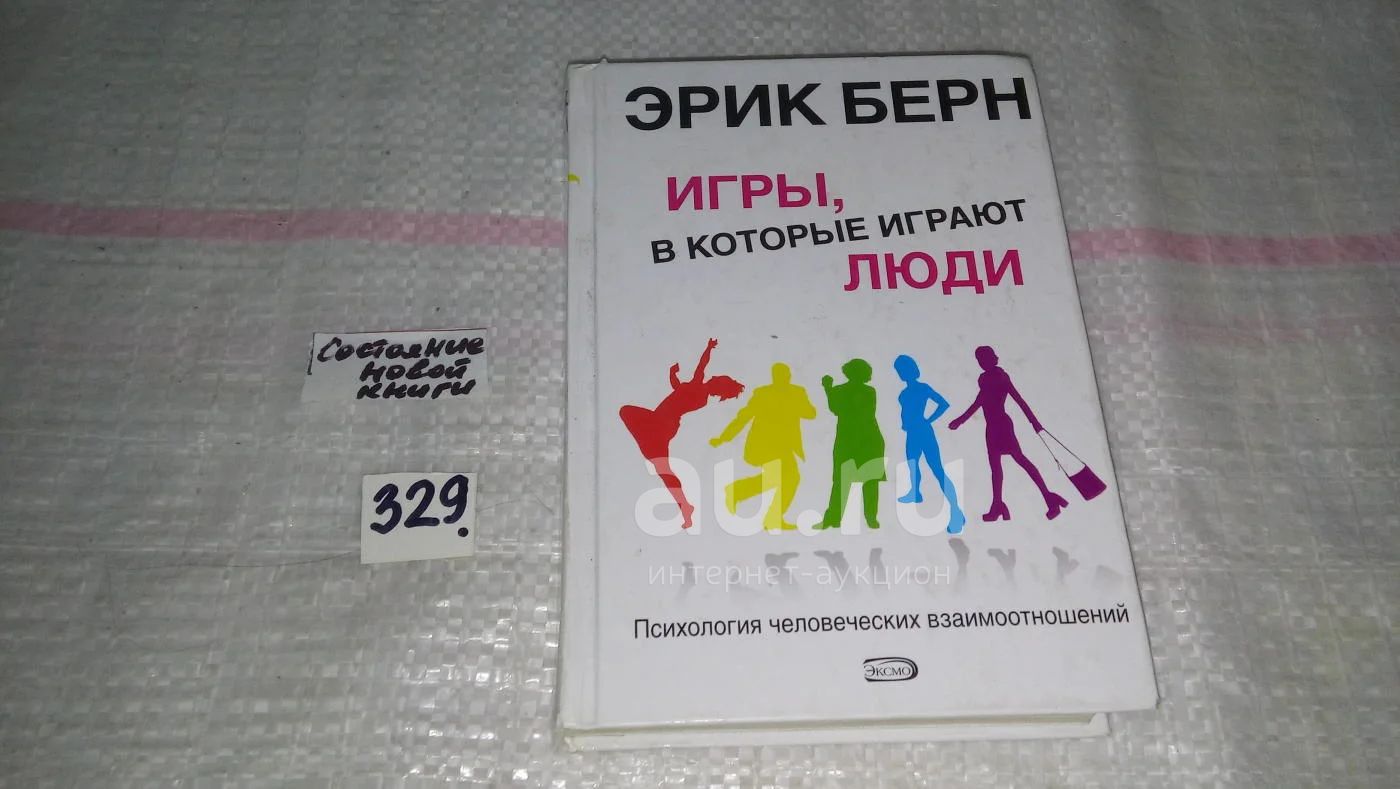 ЭРИК БЕРН
ИГРЫ,
В КОТОРЫЕ ИГРАЮТ
ЛЮДИ
Состояние
новой
книги
329.
au.ru
интернет-аукцион
Психология человеческих взаимоотношений
ЭКСМО